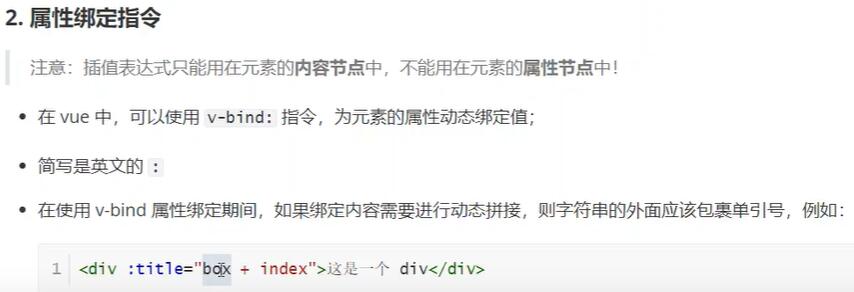 2. 属性绑定指令
注意：插值表达式只能用在元素的内容节点中，不能用在元素的属性节点中！
• 在 vue 中，可以使用 v-bind: 指令，为元素的属性动态绑定值；
• 简写是英文的 :
• 在使用 v-bind 属性绑定期间，如果绑定内容需要进行动态拼接，则字符串的外面应该包裹单引号，例如：
1 <div :title="box + index">这是一个 div</div>